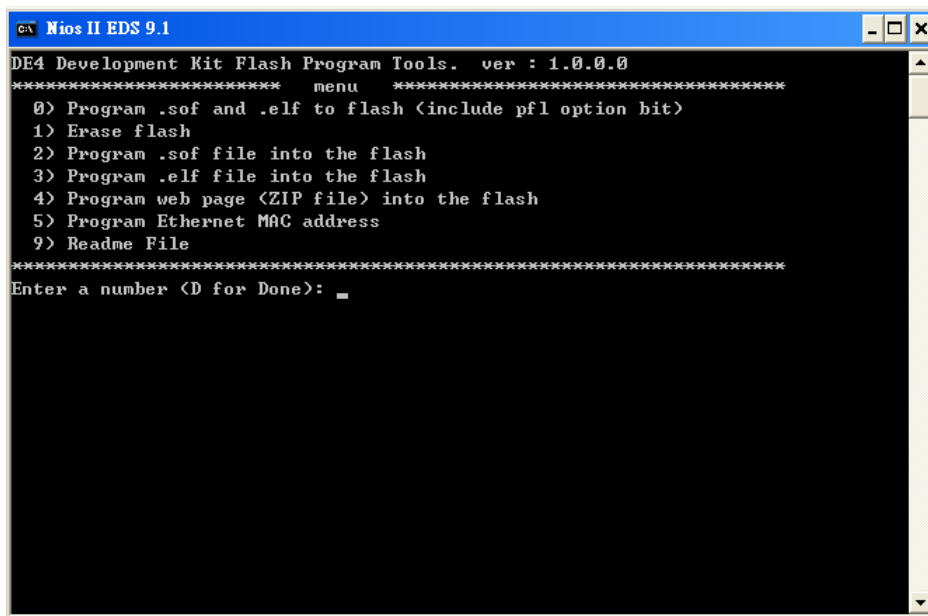 Nios II EDS 9.1
DE4 Development Kit Flash Program Tools.  ver : 1.0.0.0
************************   menu   ***********************************
  0) Program .sof and .elf to flash (include pfl option bit)
  1) Erase flash
  2) Program .sof file into the flash
  3) Program .elf file into the flash
  4) Program web page (ZIP file) into the flash
  5) Program Ethernet MAC address
  9) Readme File
*********************************************************************
Enter a number (D for Done): _